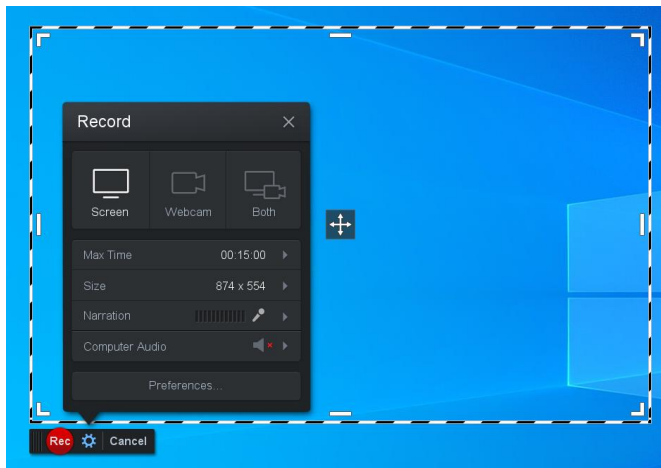 Record
Screen Webcam Both
Max Time 00:15:00
Size 874 x 554
Narration
Computer Audio
Preferences...
Rec Cancel